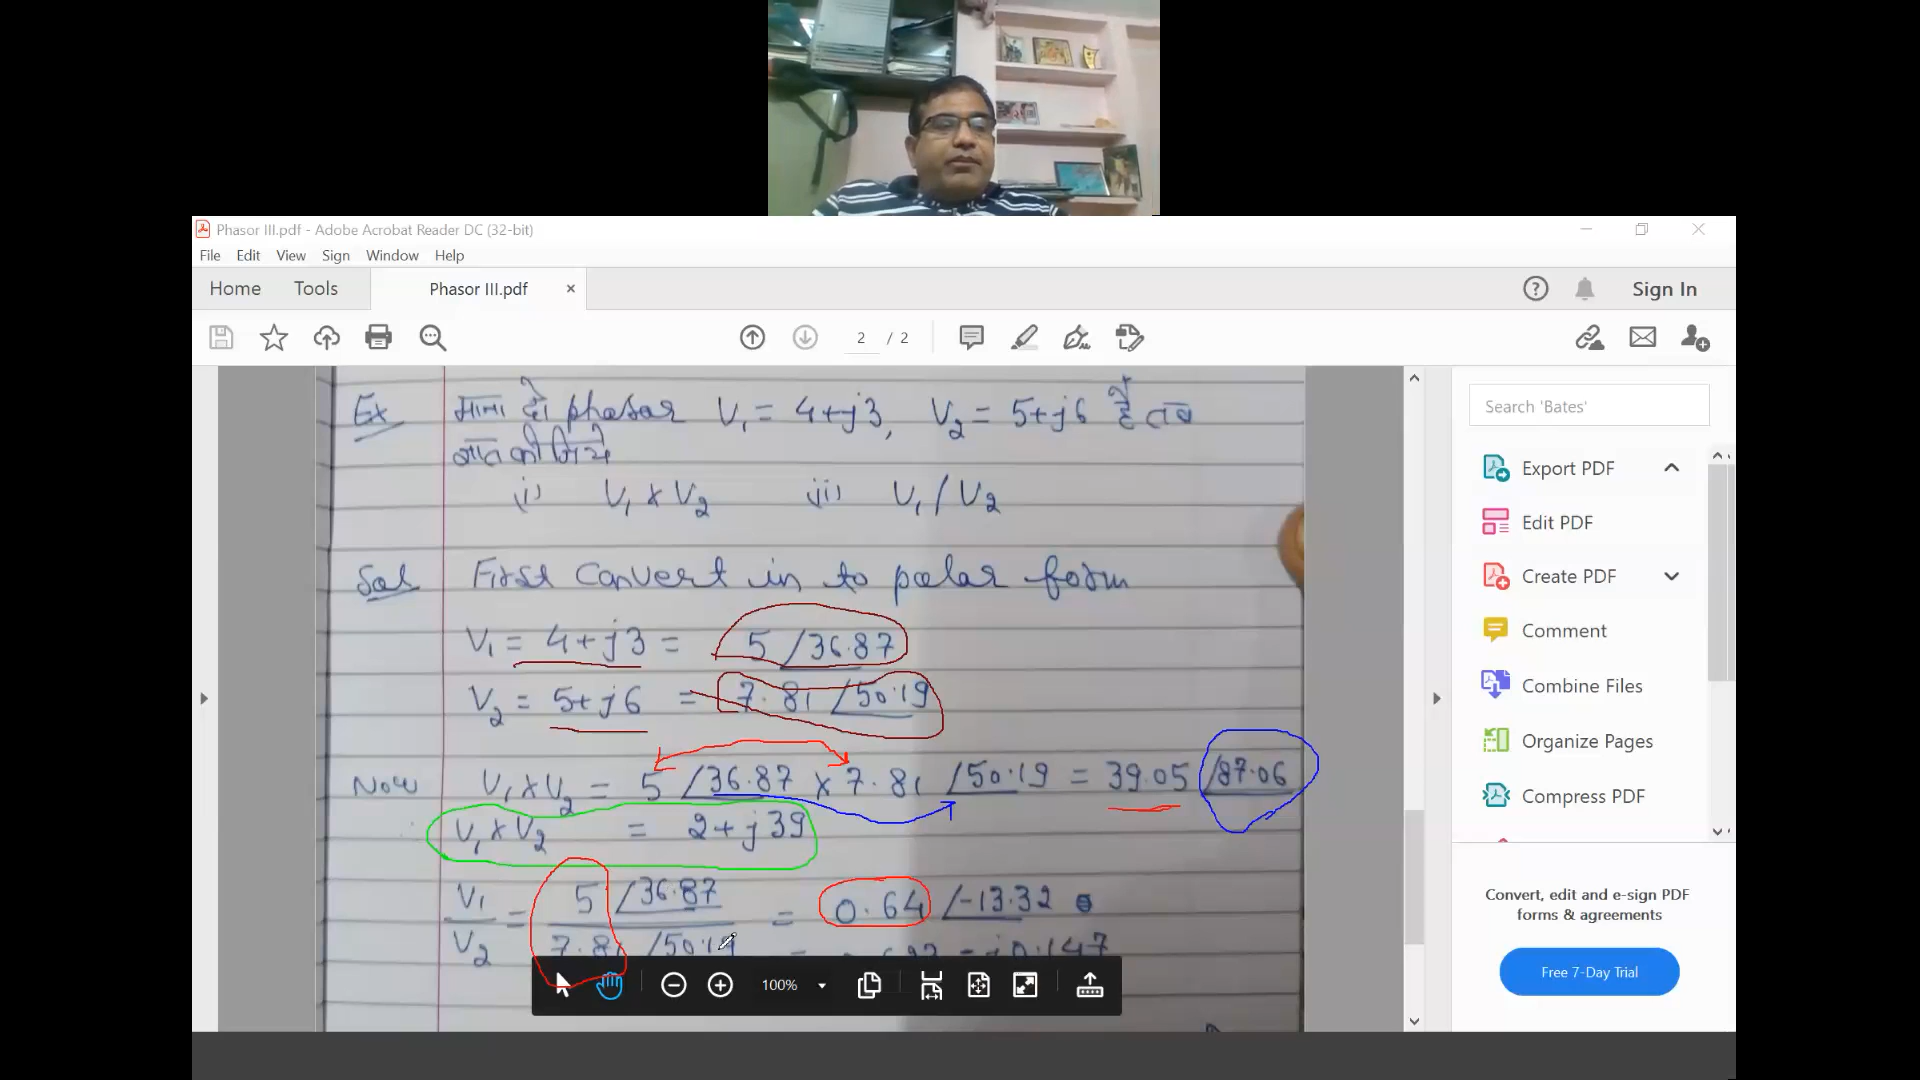 Phasor III.pdf - Adobe Acrobat Reader DC (32-bit)
File Edit View Window Help
Home Tools Phasor III.pdf × Sign In
2 / 2
Search 'Bates'
Export PDF
Edit PDF
Create PDF
Comment
Combine Files
Organize Pages
Compress PDF
Convert, edit and e-sign PDF
forms & agreements
Free 7-Day Trial
Ex माना दो phasor V₁ = 4+j3, V₂ = 5+j6 हैं तब
ज्ञात कीजिये
(i) V₁ x V₂ (ii) V₁ / V₂
Sol First Convert in to polar form
V₁ = 4+j3 = 5 /36.87
V₂ = 5+j6 = 7.81 /50.19
Now V₁ x V₂ = 5 /36.87 x 7.81 /50.19 = 39.05 /87.06
V₁ x V₂ = 2+j39
V₁ = 5 /36.87 = 0.64 /-13.32
V₂ 7.81 /50.19 = - j0.147
100%